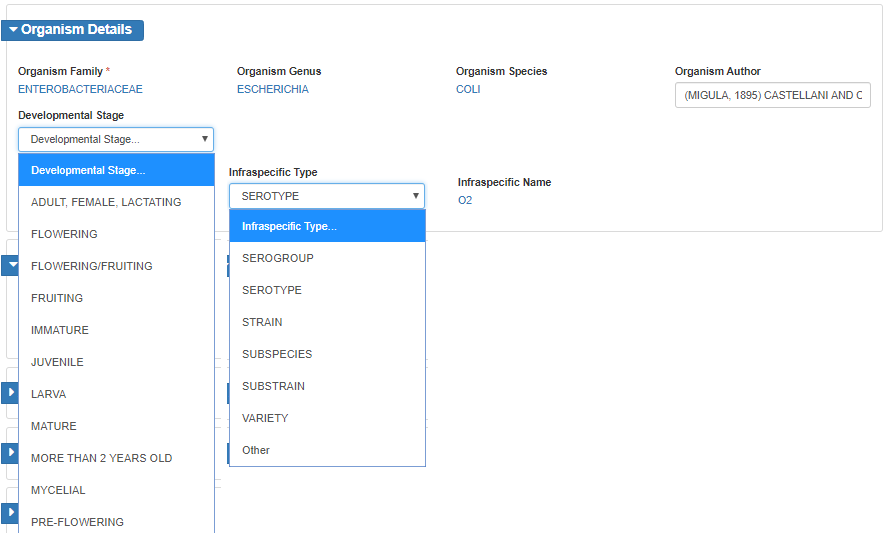 Organism Details
Organism Family *
ENTEROBACTERIACEAE
Organism Genus
ESCHERICHIA
Organism Species
COLI
Organism Author
(MIGULA, 1895) CASTELLANI AND C
Developmental Stage
Developmental Stage...
Developmental Stage...
ADULT, FEMALE, LACTATING
FLOWERING
FLOWERING/FRUITING
FRUITING
IMMATURE
JUVENILE
LARVA
MATURE
MORE THAN 2 YEARS OLD
MYCELIAL
PRE-FLOWERING
Infraspecific Type
SEROTYPE
Infraspecific Type...
SEROGROUP
SEROTYPE
STRAIN
SUBSPECIES
SUBSTRAIN
VARIETY
Other
Infraspecific Name
O2